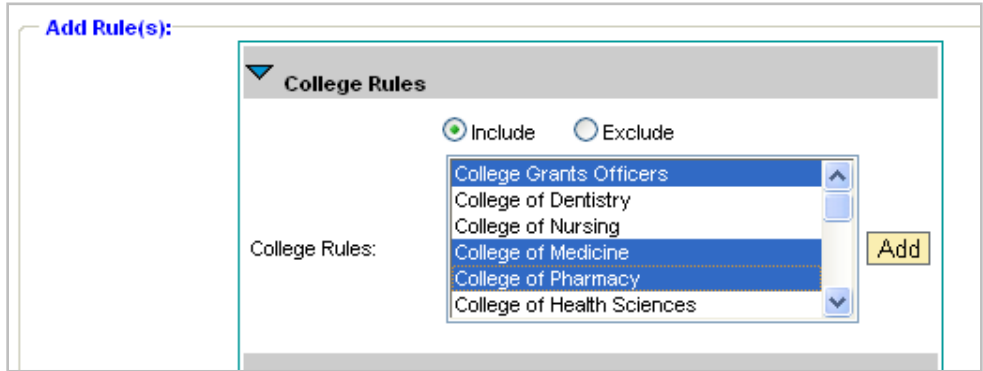 Add Rule(s):
College Rules
Include Exclude
College Grants Officers
College of Dentistry
College of Nursing
College Rules:
College of Medicine
Add
College of Pharmacy
College of Health Sciences